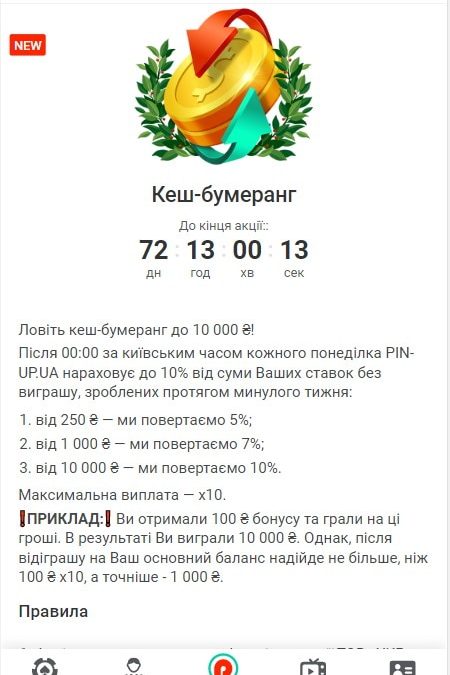 NEW
Кеш-бумеранг
До кінця акції::
72 : 13 : 00 : 13
дн год хв сек
Ловіть кеш-бумеранг до 10 000 ₴!
Після 00:00 за київським часом кожного понеділка PIN-
UP.UA нараховує до 10% від суми Ваших ставок без
виграшу, зроблених протягом минулого тижня:
1. від 250 ₴ — ми повертаємо 5%;
2. від 1 000 ₴ — ми повертаємо 7%;
3. від 10 000 ₴ — ми повертаємо 10%.
Максимальна виплата — х10.
❗ПРИКЛАД:❗ Ви отримали 100 ₴ бонусу та грали на ці
гроші. В результаті Ви виграли 10 000 ₴. Однак, після
відіграшу на Ваш основний баланс надійде не більше, ніж
100 ₴ х10, а точніше - 1 000 ₴.
Правила